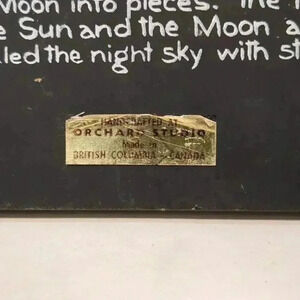 Moon into pieces. The
e Sun and the Moon a
led the night sky with st
HANDCRAFTED AT
ORCHARD STUDIO
Made in
BRITISH COLUMBIA - CANADA